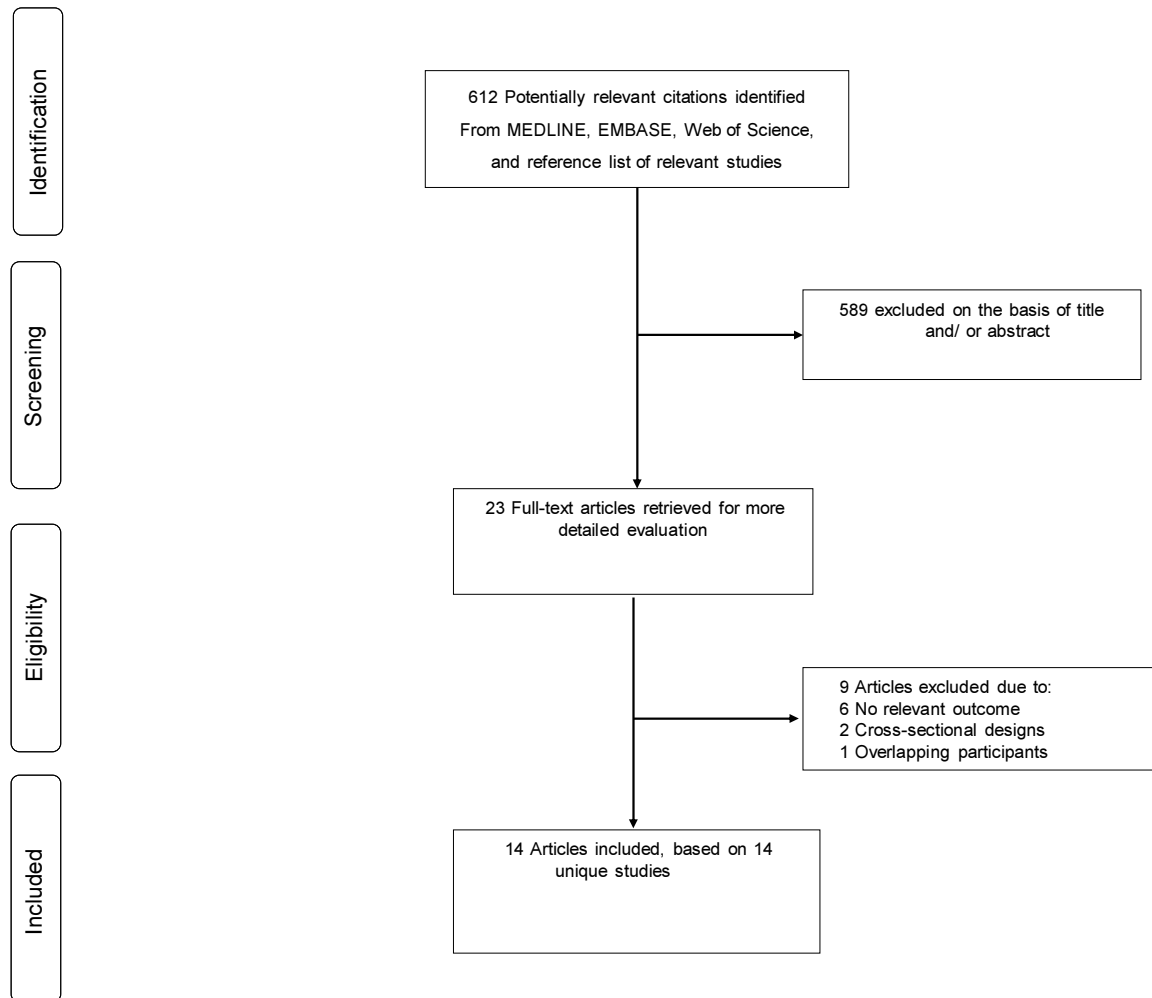 Identification
612 Potentially relevant citations identified
From MEDLINE, EMBASE, Web of Science,
and reference list of relevant studies
Screening
589 excluded on the basis of title
and/ or abstract
23 Full-text articles retrieved for more
detailed evaluation
Eligibility
9 Articles excluded due to:
6 No relevant outcome
2 Cross-sectional designs
1 Overlapping participants
Included
14 Articles included, based on 14
unique studies